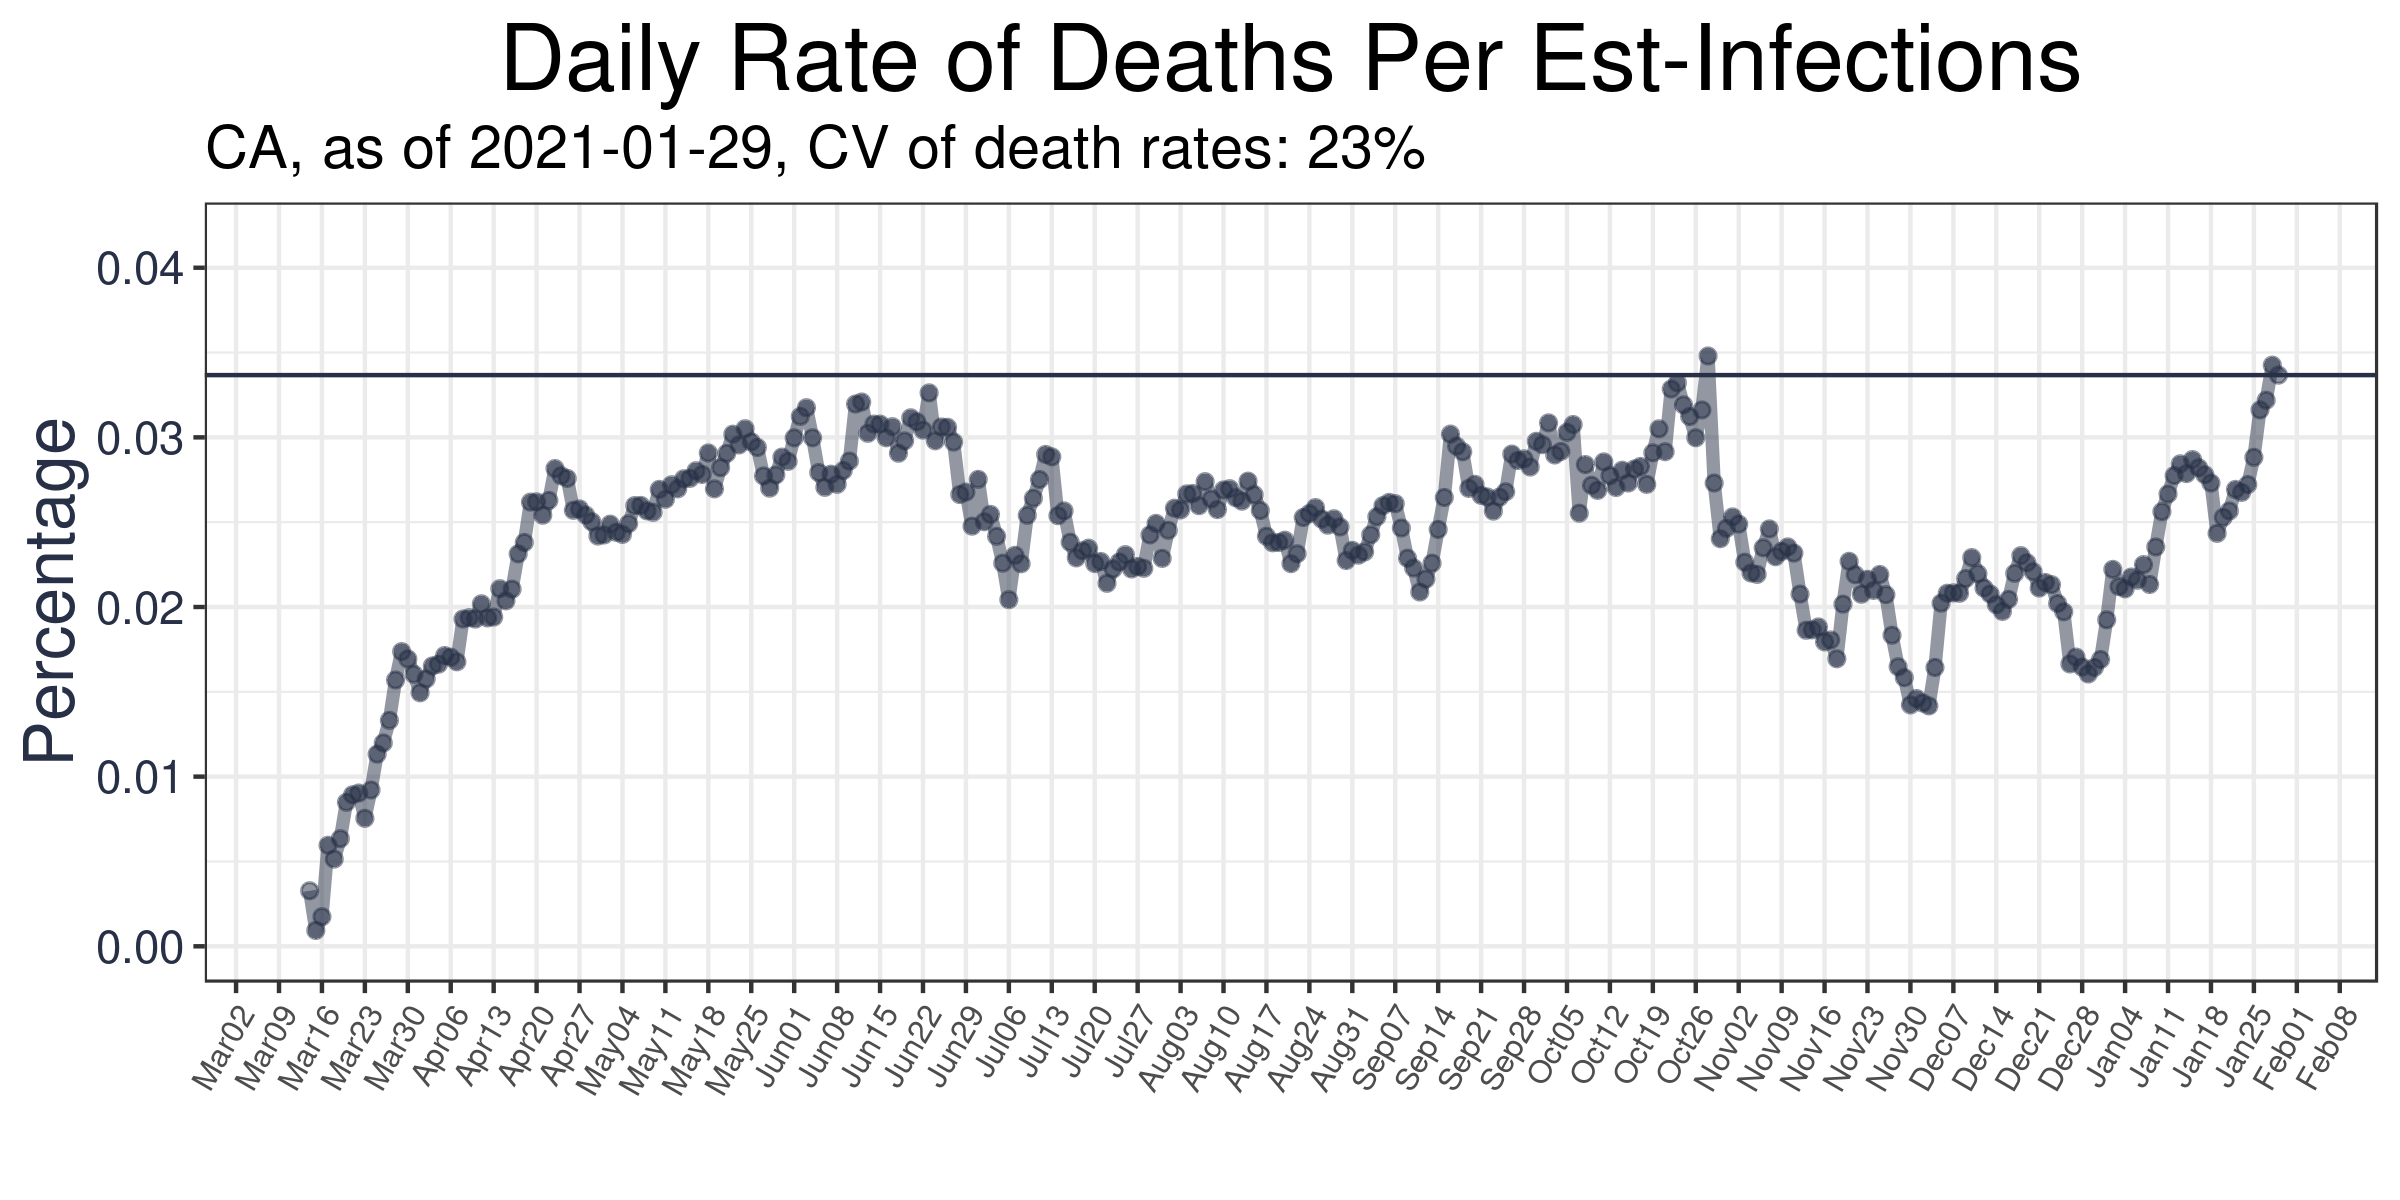 Daily Rate of Deaths Per Est-Infections
CA, as of 2021-01-29, CV of death rates: 23%
Percentage
0.04
0.03
0.02
0.01
0.00
Mar02
Mar09
Mar16
Mar23
Mar30
Apr06
Apr13
Apr20
Apr27
May04
May11
May18
May25
Jun01
Jun08
Jun15
Jun22
Jun29
Jul06
Jul13
Jul20
Jul27
Aug03
Aug10
Aug17
Aug24
Aug31
Sep07
Sep14
Sep21
Sep28
Oct05
Oct12
Oct19
Oct26
Nov02
Nov09
Nov16
Nov23
Nov30
Dec07
Dec14
Dec21
Dec28
Jan04
Jan11
Jan18
Jan25
Feb01
Feb08